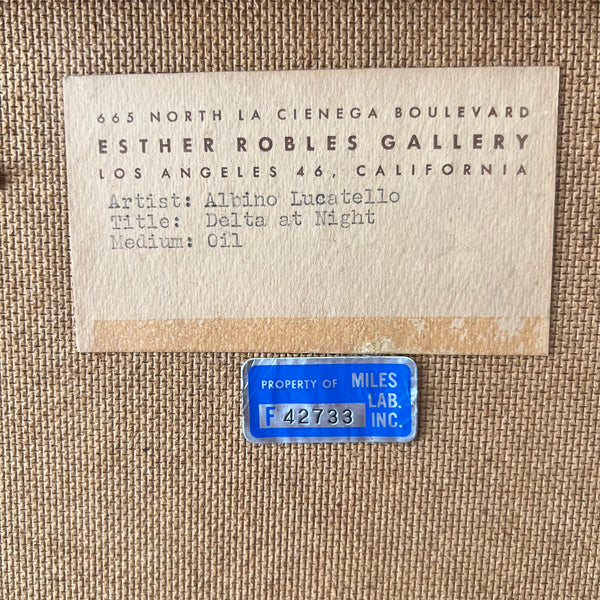 665 NORTH LA CIENEGA BOULEVARD
ESTHER ROBLES GALLERY
LOS ANGELES 46, CALIFORNIA
Artist: Albino Lucatello
Title: Delta at Night
Medium: Oil
PROPERTY OF MILES LAB. INC.
F 42733